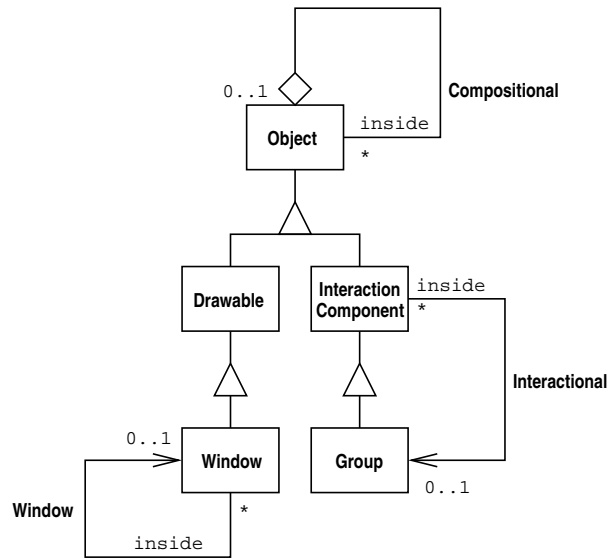 0..1
Compositional
inside
Object
*
Drawable
Interaction
Component
inside
*
Interactional
0..1
Window
Group
0..1
Window
*
inside